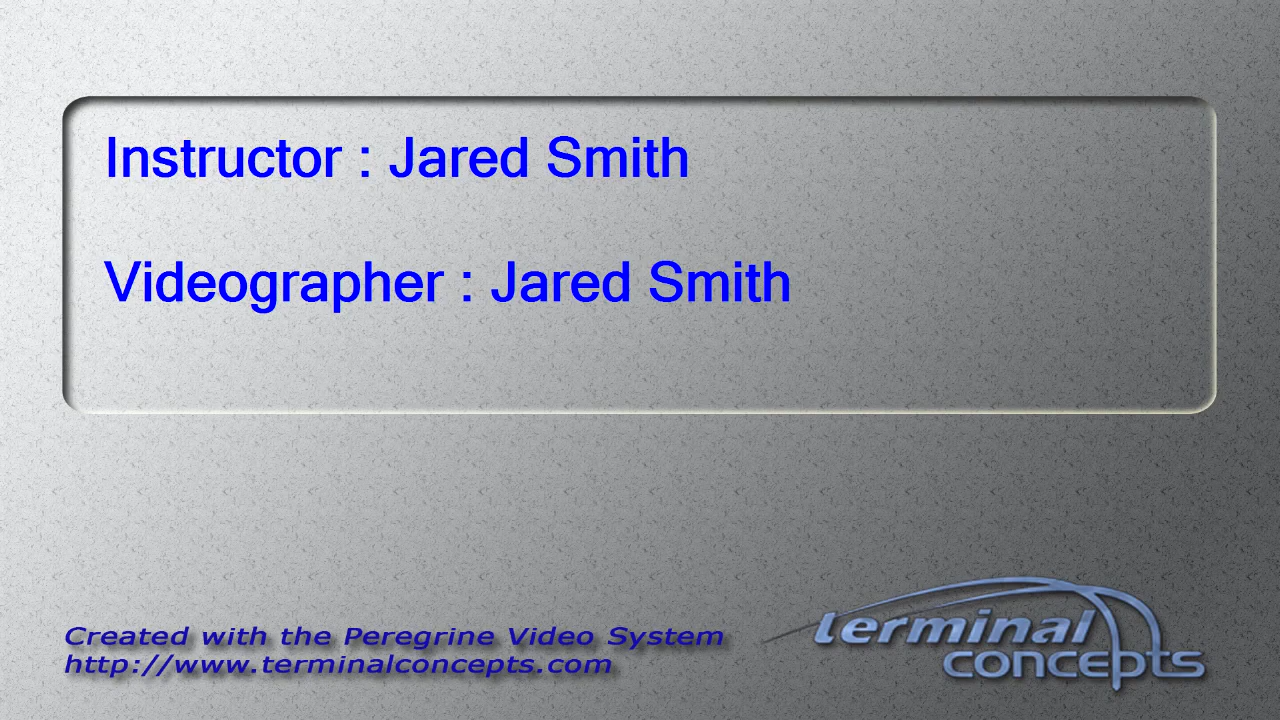 Instructor : Jared Smith
Videographer : Jared Smith
Created with the Peregrine Video System
http://www.terminalconcepts.com
terminal
concepts